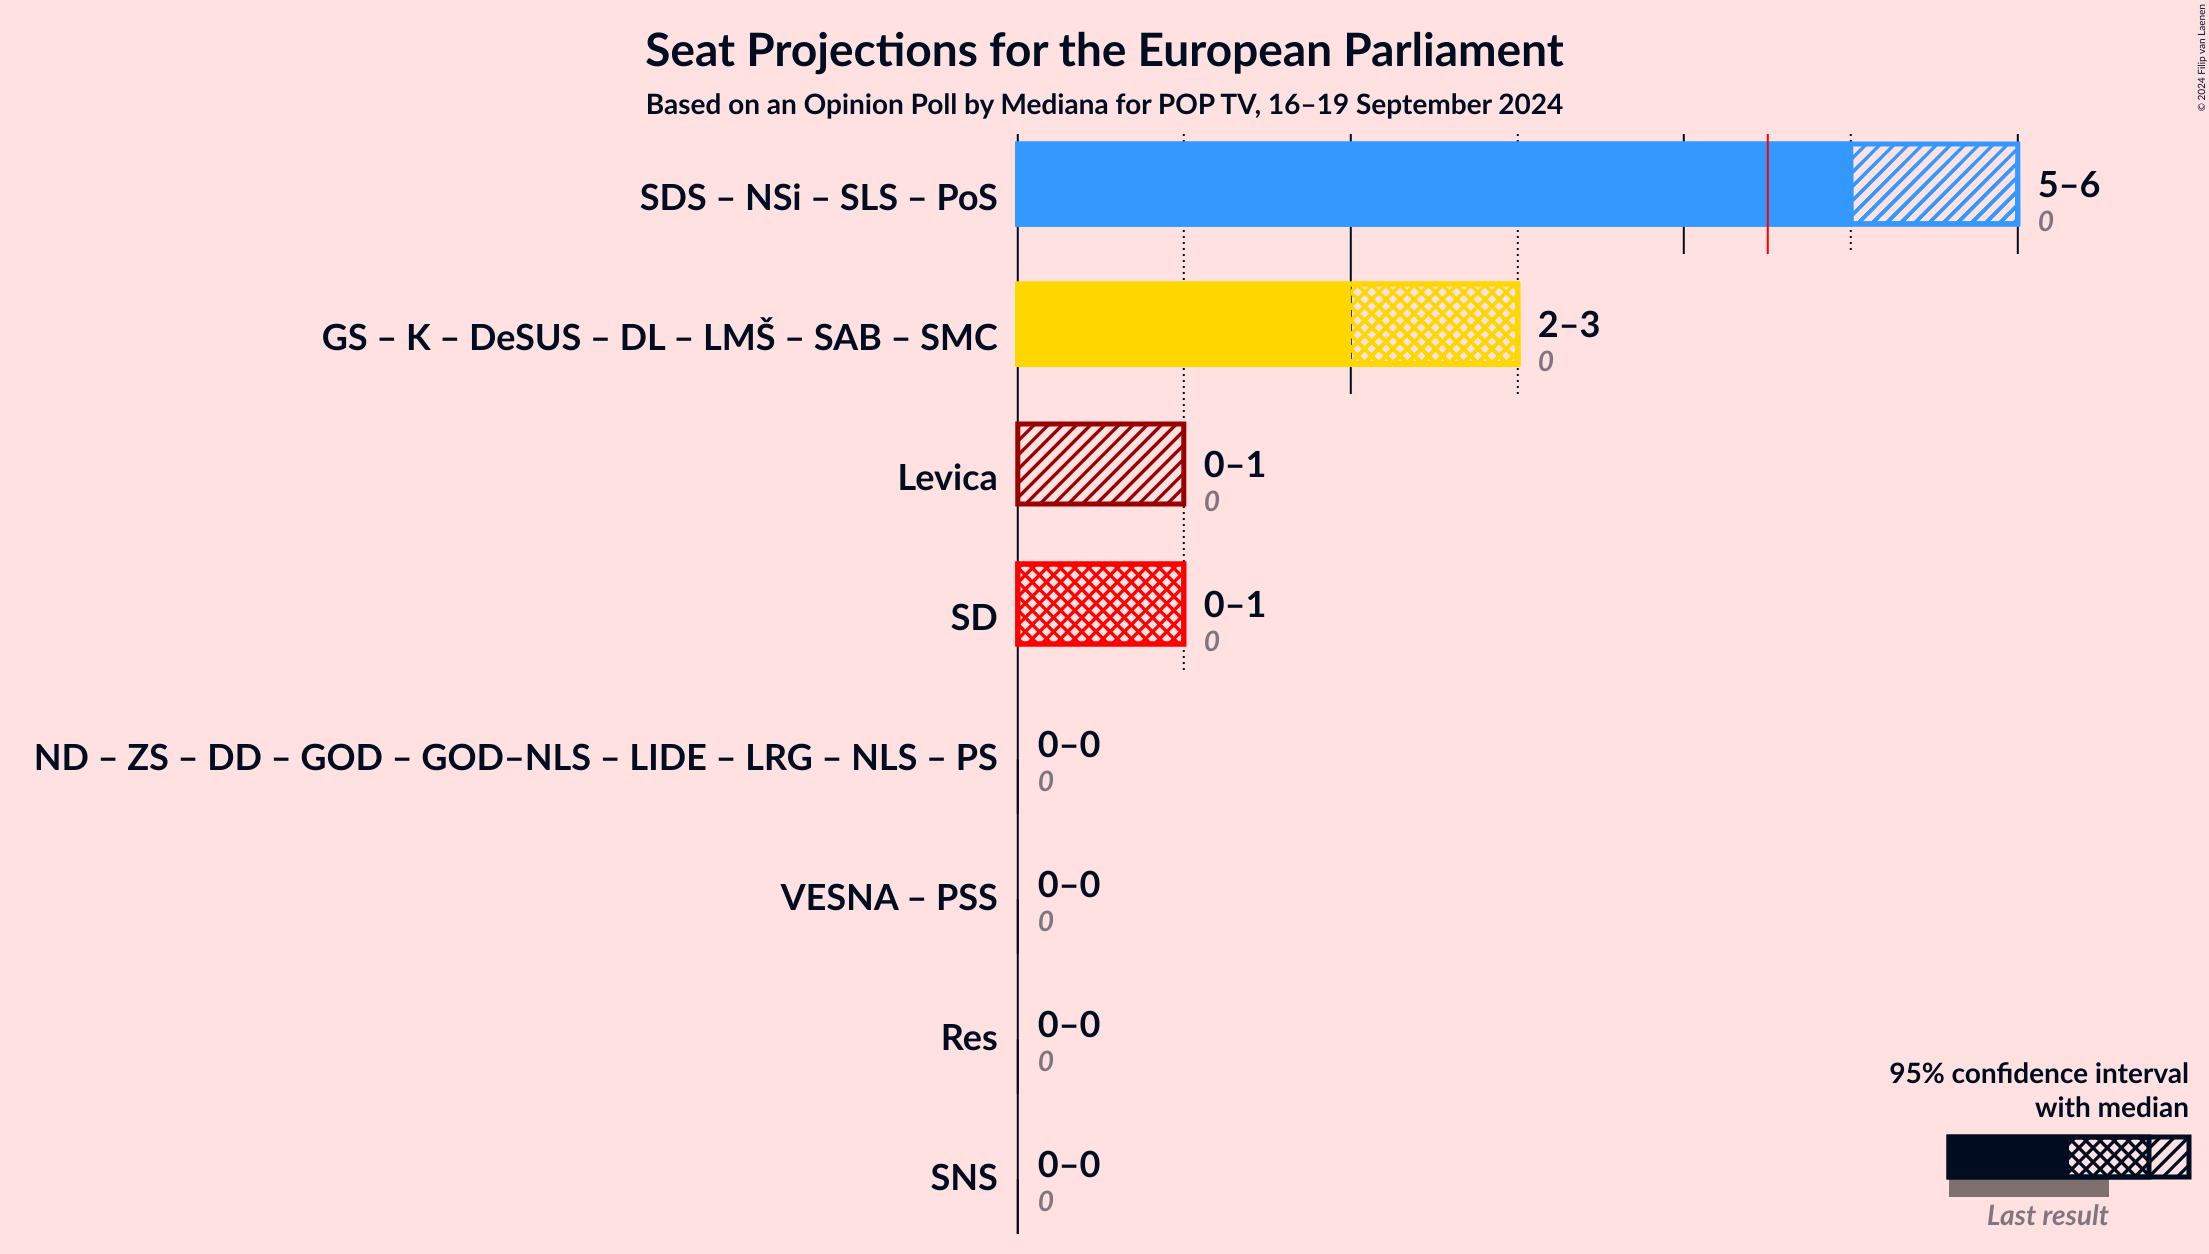 Seat Projections for the European Parliament
Based on an Opinion Poll by Mediana for POP TV, 16–19 September 2024
© 2024 Filip van Laenen
SDS – NSi – SLS – PoS
5–6
0
GS – K – DeSUS – DL – LMŠ – SAB – SMC
2–3
0
Levica
0–1
0
SD
0–1
0
ND – ZS – DD – GOD – GOD–NLS – LIDE – LRG – NLS – PS
0–0
0
VESNA – PSS
0–0
0
Res
0–0
0
SNS
0–0
0
95% confidence interval
with median
Last result